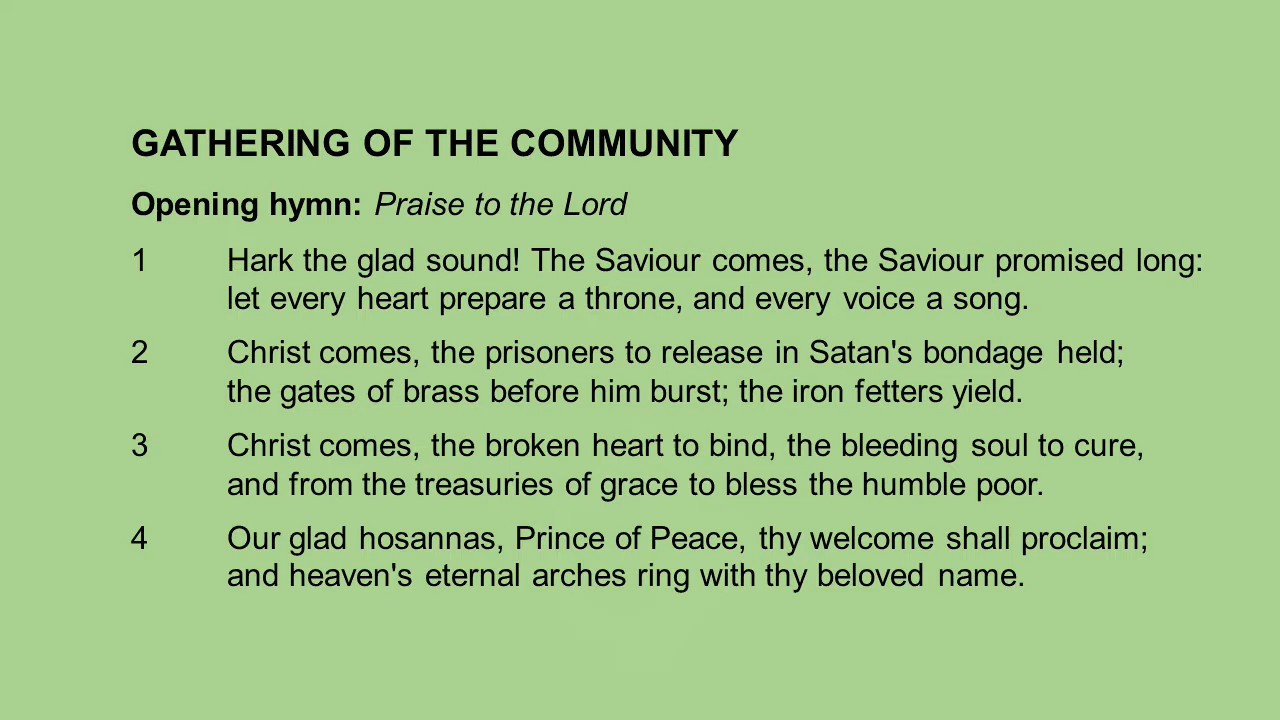 GATHERING OF THE COMMUNITY
Opening hymn: Praise to the Lord
1 Hark the glad sound! The Saviour comes, the Saviour promised long:
let every heart prepare a throne, and every voice a song.
2 Christ comes, the prisoners to release in Satan's bondage held;
the gates of brass before him burst; the iron fetters yield.
3 Christ comes, the broken heart to bind, the bleeding soul to cure,
and from the treasuries of grace to bless the humble poor.
4 Our glad hosannas, Prince of Peace, thy welcome shall proclaim;
and heaven's eternal arches ring with thy beloved name.